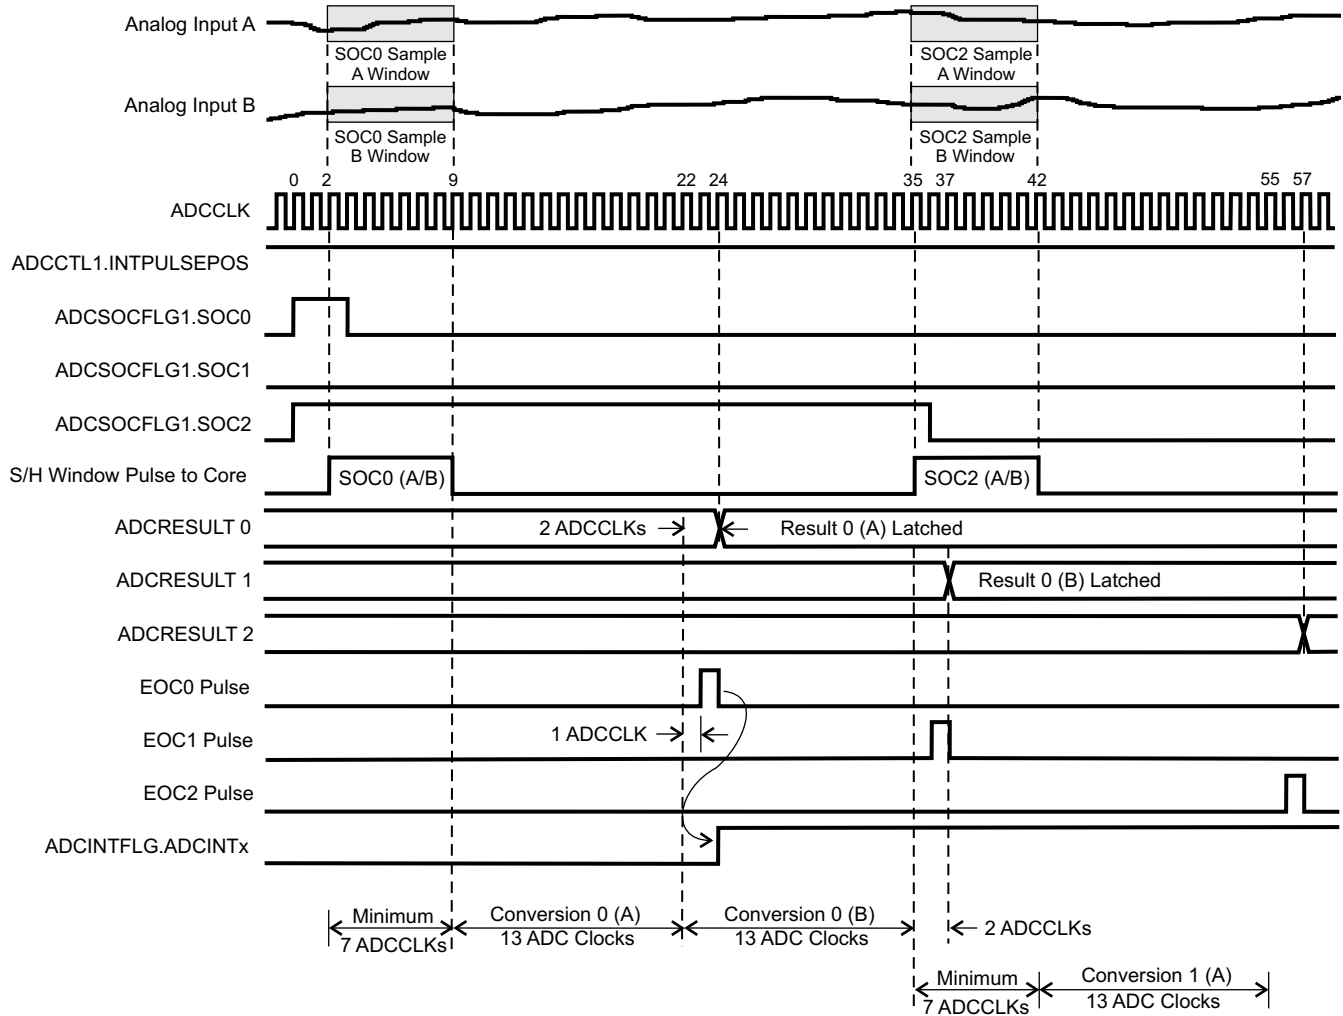 Analog Input A
SOC0 Sample
A Window
SOC2 Sample
A Window
Analog Input B
SOC0 Sample
B Window
SOC2 Sample
B Window
0 2 9 22 24 35 37 42 55 57
ADCCLK
ADCCTL1.INTPULSEPOS
ADCSOCFLG1.SOC0
ADCSOCFLG1.SOC1
ADCSOCFLG1.SOC2
S/H Window Pulse to Core
SOC0 (A/B)
SOC2 (A/B)
ADCRESULT 0
2 ADCCLKs
Result 0 (A) Latched
ADCRESULT 1
Result 0 (B) Latched
ADCRESULT 2
EOC0 Pulse
EOC1 Pulse
1 ADCCLK
EOC2 Pulse
ADCINTFLG.ADCINTx
Minimum
7 ADCCLKs
Conversion 0 (A)
13 ADC Clocks
Conversion 0 (B)
13 ADC Clocks
2 ADCCLKs
Minimum
7 ADCCLKs
Conversion 1 (A)
13 ADC Clocks